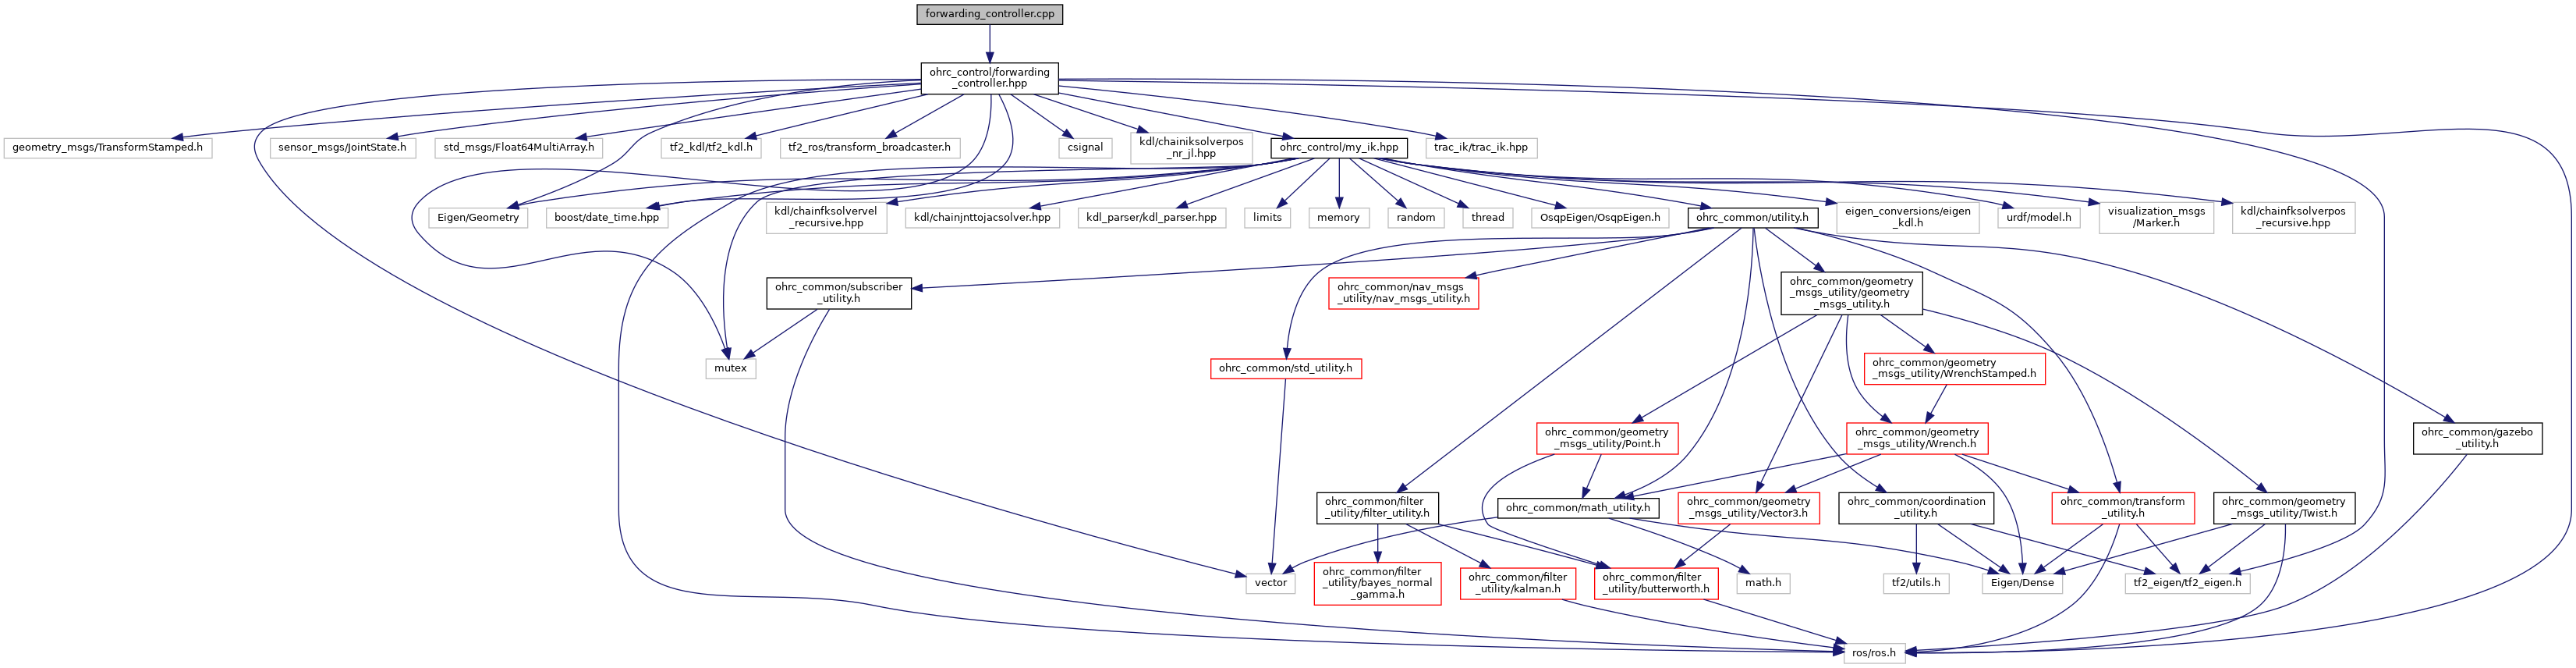 forwarding_controller.cpp
ohrc_control/forwarding
_controller.hpp
geometry_msgs/TransformStamped.h
sensor_msgs/JointState.h
std_msgs/Float64MultiArray.h
tf2_kdl/tf2_kdl.h
tf2_ros/transform_broadcaster.h
csignal
kdl/chainiksolverpos
_nr_jl.hpp
ohrc_control/my_ik.hpp
trac_ik/trac_ik.hpp
Eigen/Geometry
boost/date_time.hpp
kdl/chainfksolvervel
_recursive.hpp
kdl/chainjnttojacsolver.hpp
kdl_parser/kdl_parser.hpp
limits
memory
random
thread
OsqpEigen/OsqpEigen.h
ohrc_common/utility.h
eigen_conversions/eigen
_kdl.h
urdf/model.h
visualization_msgs
/Marker.h
kdl/chainfksolverpos
_recursive.hpp
ohrc_common/subscriber
_utility.h
ohrc_common/nav_msgs
_utility/nav_msgs_utility.h
ohrc_common/geometry
_msgs_utility/geometry
_msgs_utility.h
mutex
ohrc_common/std_utility.h
ohrc_common/geometry
_msgs_utility/WrenchStamped.h
ohrc_common/geometry
_msgs_utility/Point.h
ohrc_common/geometry
_msgs_utility/Wrench.h
ohrc_common/gazebo
_utility.h
ohrc_common/filter
_utility/filter_utility.h
ohrc_common/math_utility.h
ohrc_common/geometry
_msgs_utility/Vector3.h
ohrc_common/coordination
_utility.h
ohrc_common/transform
_utility.h
ohrc_common/geometry
_msgs_utility/Twist.h
vector
ohrc_common/filter
_utility/bayes_normal
_gamma.h
ohrc_common/filter
_utility/kalman.h
ohrc_common/filter
_utility/butterworth.h
math.h
tf2/utils.h
Eigen/Dense
tf2_eigen/tf2_eigen.h
ros/ros.h